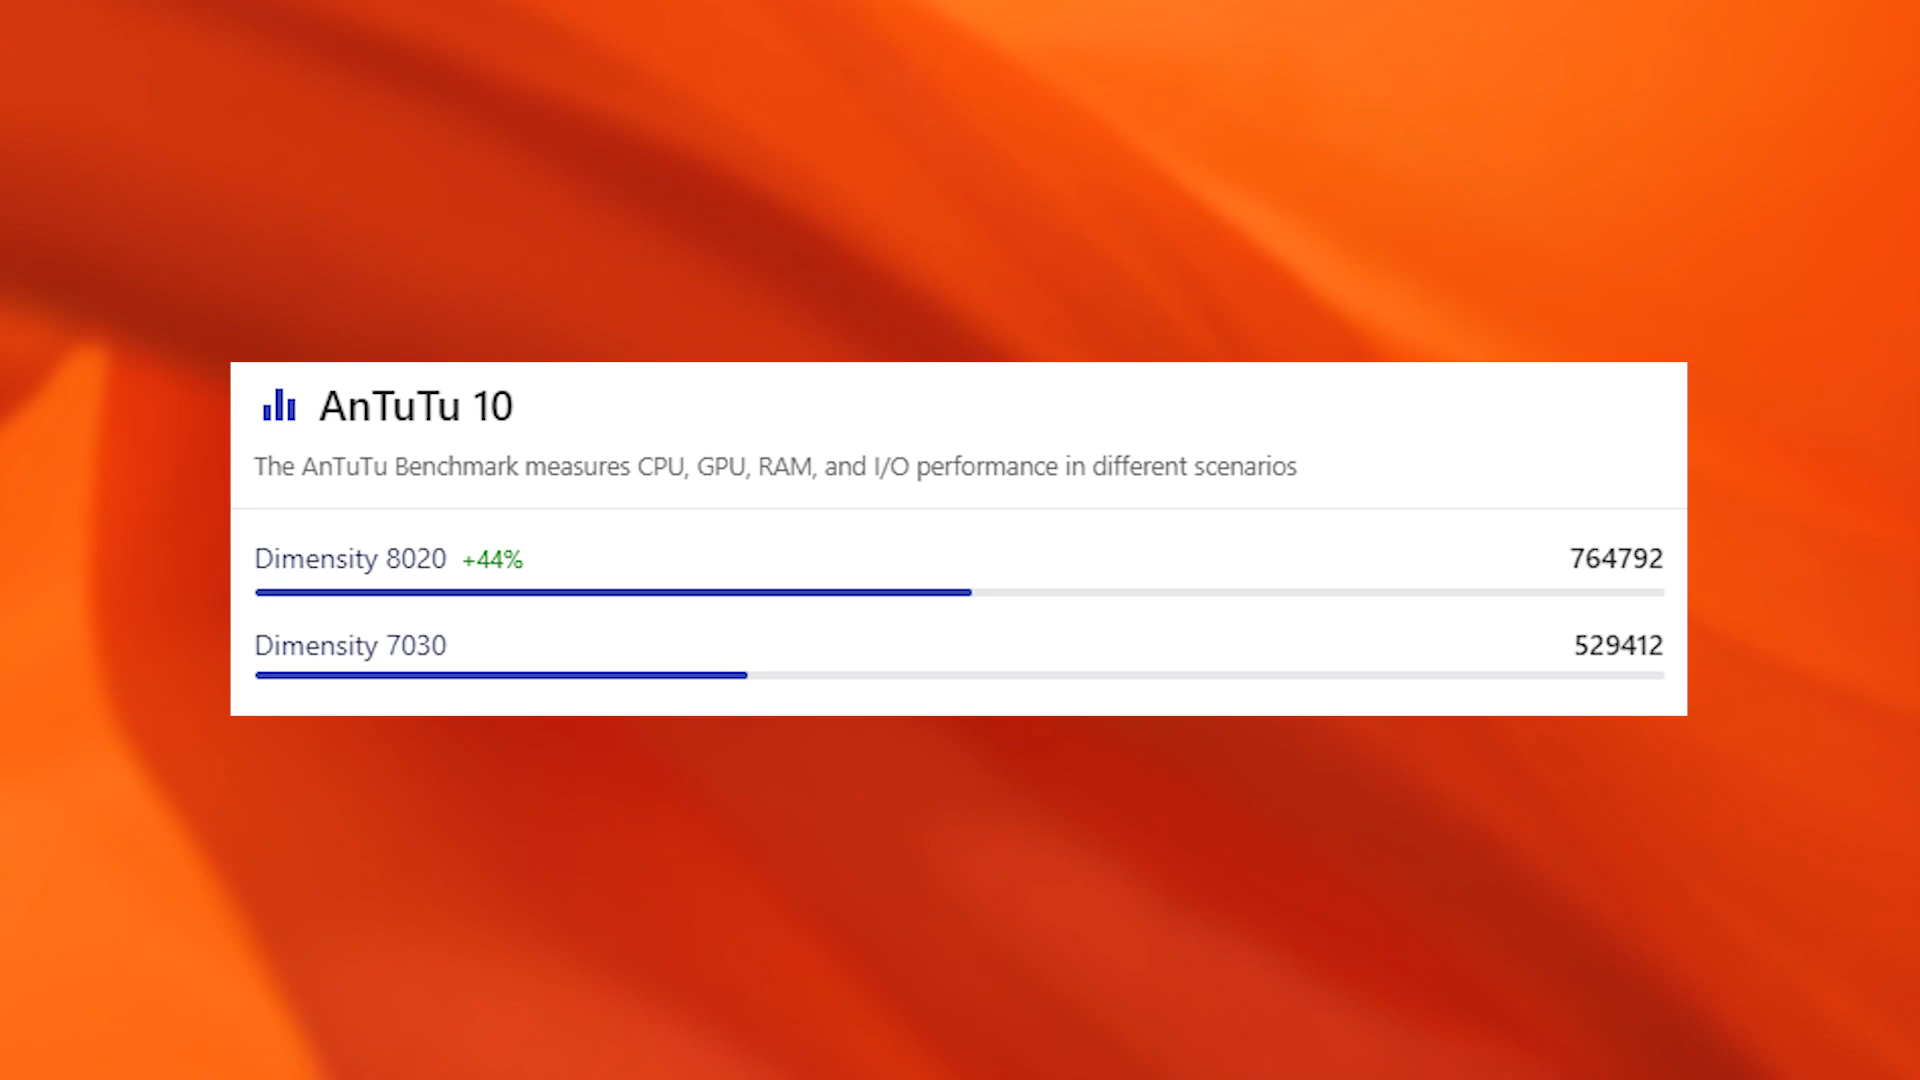 AnTuTu 10
The AnTuTu Benchmark measures CPU, GPU, RAM, and I/O performance in different scenarios
Dimensity 8020 +44% 764792
Dimensity 7030 529412